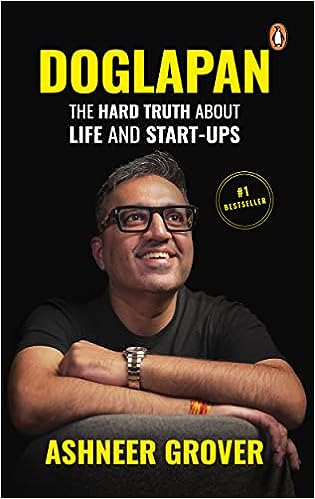 DOGLAPAN
THE HARD TRUTH ABOUT
LIFE AND START-UPS
#1
BESTSELLER
ASHNEER GROVER